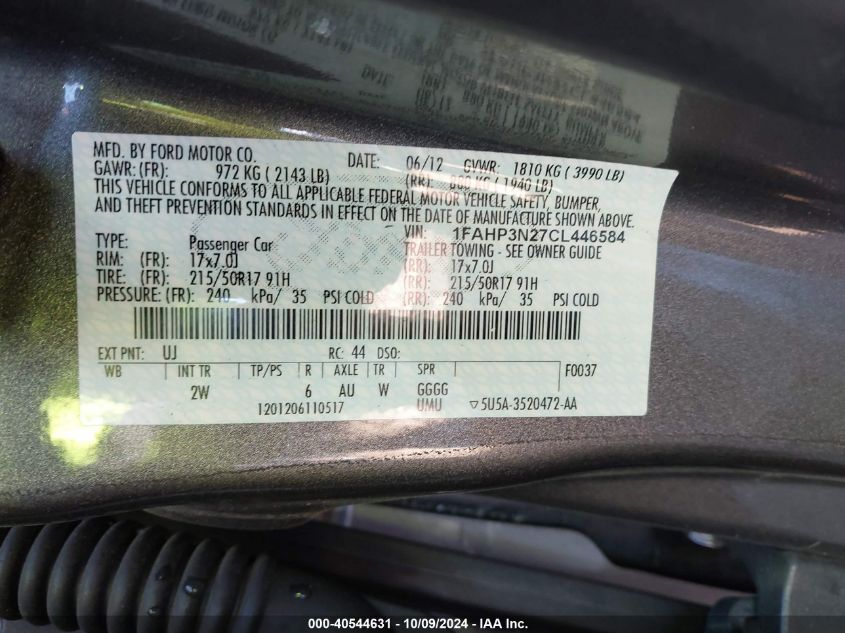 MFD. BY FORD MOTOR CO. DATE: 06/12 GVWR: 1810 KG ( 3990 LB)
GAWR: (FR): 972 KG ( 2143 LB) (RR): 880 KG ( 1940 LB)
THIS VEHICLE CONFORMS TO ALL APPLICABLE FEDERAL MOTOR VEHICLE SAFETY, BUMPER,
AND THEFT PREVENTION STANDARDS IN EFFECT ON THE DATE OF MANUFACTURE SHOWN ABOVE.
VIN: 1FAHP3N27CL446584
TYPE: Passenger Car TRAILER TOWING - SEE OWNER GUIDE
RIM: (FR): 17x7.0J (RR): 17x7.0J
TIRE: (FR): 215/50R17 91H (RR): 215/50R17 91H
PRESSURE: (FR): 240 kPa/ 35 PSI COLD (RR): 240 kPa/ 35 PSI COLD
EXT PNT: UJ RC: 44 DSO: F0037
WB INT TR TP/PS R AXLE TR SPR
2W 6 AU W GGGG
1201206110517 UMU ▽5U5A-3520472-AA
000-40544631 - 10/09/2024 - IAA Inc.